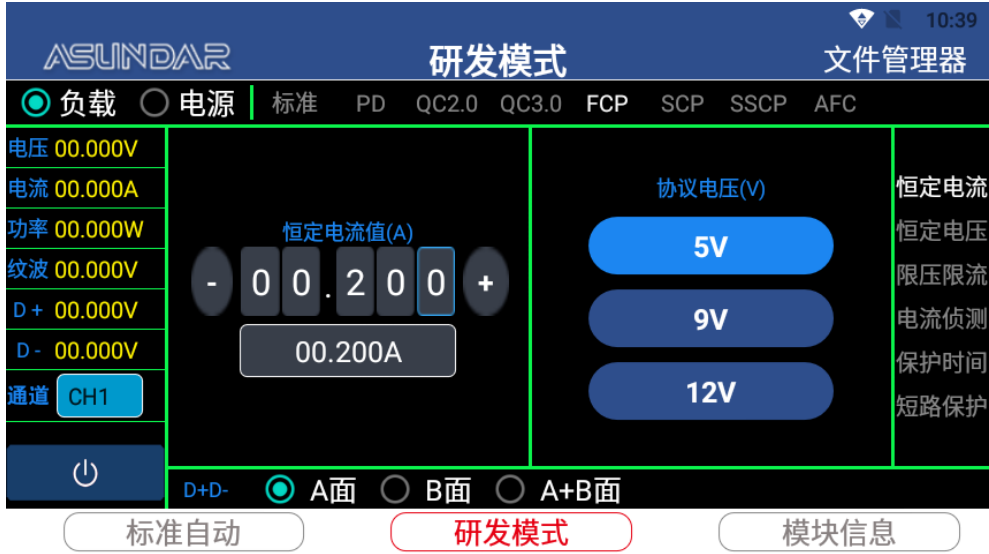 10:39
ASUNDAR 研发模式 文件管理器
负载 电源 标准 PD QC2.0 QC3.0 FCP SCP SSCP AFC
电压 00.000V
电流 00.000A
功率 00.000W
纹波 00.000V
D+ 00.000V
D- 00.000V
通道 CH1
恒定电流值(A)
- 0 0 . 2 0 0 +
00.200A
协议电压(V)
5V
9V
12V
恒定电流
恒定电压
限压限流
电流侦测
保护时间
短路保护
D+D- A面 B面 A+B面
标准自动 研发模式 模块信息